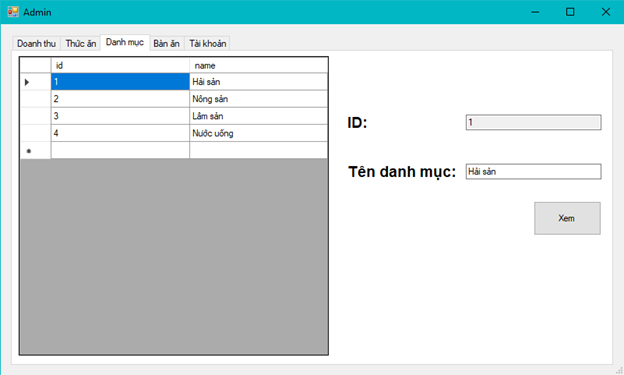 Admin
Doanh thu Thức ăn Danh mục Bàn ăn Tài khoản
id name
1 Hải sản
2 Nông sản
3 Lâm sản
4 Nước uống
ID: 1
Tên danh mục: Hải sản
Xem